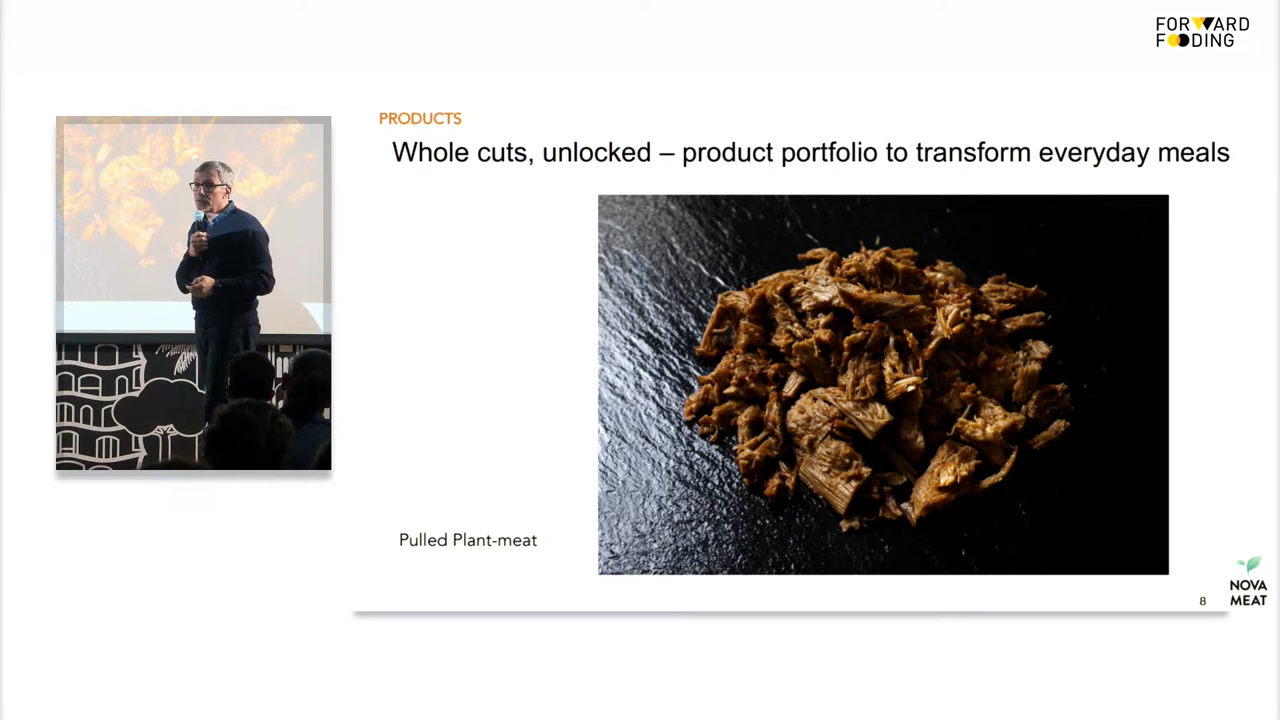 FORWARD
FOODING
PRODUCTS
Whole cuts, unlocked – product portfolio to transform everyday meals
Pulled Plant-meat
8
NOVA
MEAT